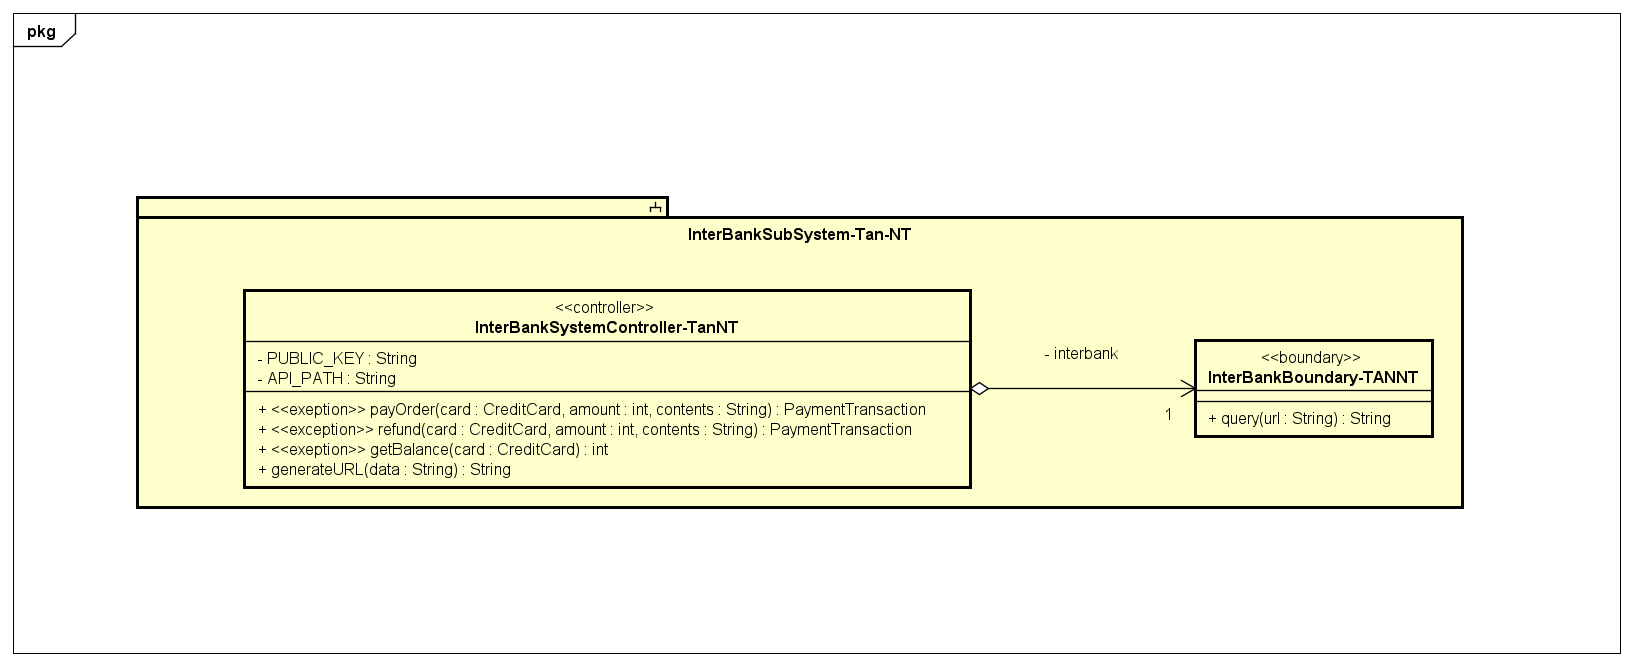 pkg
InterBankSubSystem-Tan-NT
<<controller>>
InterBankSystemController-TanNT
- PUBLIC_KEY : String
- API_PATH : String
+ <<exeption>> payOrder(card : CreditCard, amount : int, contents : String) : PaymentTransaction
+ <<exception>> refund(card : CreditCard, amount : int, contents : String) : PaymentTransaction
+ <<exeption>> getBalance(card : CreditCard) : int
+ generateURL(data : String) : String
- interbank
1
<<boundary>>
InterBankBoundary-TANNT
+ query(url : String) : String